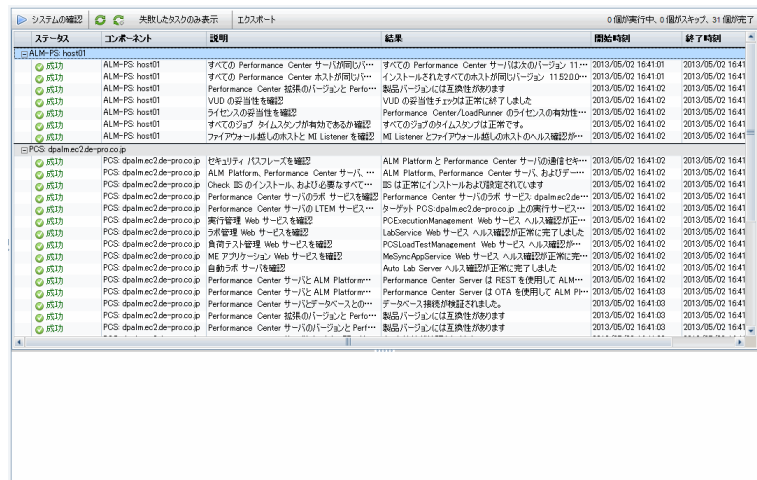 システムの確認 失敗したタスクのみ表示 エクスポート 0 個が実行中、0 個がスキップ、31 個が完了
ステータス コンポーネント 説明 結果 開始時刻 終了時刻
ALM-PS: host01
成功 ALM-PS: host01 すべての Performance Center サーバが同じバ… すべての Performance Center サーバは次のバージョン 11.… 2013/05/02 16:41:01 2013/05/02 16:41
成功 ALM-PS: host01 すべての Performance Center ホストが同じバ… インストールされたすべてのホストが同じバージョン 11.52.0.0… 2013/05/02 16:41:01 2013/05/02 16:41
成功 ALM-PS: host01 Performance Center 拡張のバージョンと Perfo… 製品バージョンには互換性があります 2013/05/02 16:41:02 2013/05/02 16:41
成功 ALM-PS: host01 VUD の妥当性を確認 VUD の妥当性チェックは正常に終了しました 2013/05/02 16:41:02 2013/05/02 16:41
成功 ALM-PS: host01 ライセンスの妥当性を確認 Performance Center/LoadRunner のライセンスの有効性… 2013/05/02 16:41:02 2013/05/02 16:41
成功 ALM-PS: host01 すべてのジョブ タイムスタンプが有効であるか確認 すべてのジョブのタイムスタンプは正常です。 2013/05/02 16:41:02 2013/05/02 16:41
成功 ALM-PS: host01 ファイアウォール越しのホストと MI Listener を確認 MI Listener とファイアウォール越しのホストのヘルス確認が… 2013/05/02 16:41:02 2013/05/02 16:41
PCS: dpalm.ec2.de-pro.co.jp
成功 PCS: dpalm.ec2.de-pro.co.jp セキュリティ パスフレーズを確認 ALM Platform と Performance Center サーバの通信セキ… 2013/05/02 16:41:02 2013/05/02 16:41
成功 PCS: dpalm.ec2.de-pro.co.jp ALM Platform、Performance Center サーバ、… ALM Platform、Performance Center サーバ、およびデー… 2013/05/02 16:41:02 2013/05/02 16:41
成功 PCS: dpalm.ec2.de-pro.co.jp Check IIS のインストール、および必要なすべて… IIS は正常にインストールおよび設定されています 2013/05/02 16:41:02 2013/05/02 16:41
成功 PCS: dpalm.ec2.de-pro.co.jp Performance Center サーバのラボ サービスを確認 Performance Center サーバのラボ サービス: dpalm.ec2.de… 2013/05/02 16:41:02 2013/05/02 16:41
成功 PCS: dpalm.ec2.de-pro.co.jp Performance Center サーバの LTEM サービス… ターゲット PCS:dpalm.ec2.de-pro.co.jp 上の実行サービス… 2013/05/02 16:41:02 2013/05/02 16:41
成功 PCS: dpalm.ec2.de-pro.co.jp 実行管理 Web サービスを確認 PCExecutionManagement Web サービス ヘルス確認が正… 2013/05/02 16:41:02 2013/05/02 16:41
成功 PCS: dpalm.ec2.de-pro.co.jp ラボ管理 Web サービスを確認 LabService Web サービス ヘルス確認が正常に完了しました 2013/05/02 16:41:02 2013/05/02 16:41
成功 PCS: dpalm.ec2.de-pro.co.jp 負荷テスト管理 Web サービスを確認 PCSLoadTestManagement Web サービス ヘルス確認が… 2013/05/02 16:41:02 2013/05/02 16:41
成功 PCS: dpalm.ec2.de-pro.co.jp ME アプリケーション Web サービスを確認 MeSyncAppService Web サービス ヘルス確認が正常に完… 2013/05/02 16:41:02 2013/05/02 16:41
成功 PCS: dpalm.ec2.de-pro.co.jp 自動ラボ サーバを確認 Auto Lab Server ヘルス確認が正常に完了しました 2013/05/02 16:41:02 2013/05/02 16:41
成功 PCS: dpalm.ec2.de-pro.co.jp Performance Center サーバと ALM Platform… Performance Center Server は REST を使用して ALM… 2013/05/02 16:41:02 2013/05/02 16:41
成功 PCS: dpalm.ec2.de-pro.co.jp Performance Center サーバと ALM Platform… Performance Center Server は OTA を使用して ALM Pl… 2013/05/02 16:41:03 2013/05/02 16:41
成功 PCS: dpalm.ec2.de-pro.co.jp Performance Center サーバとデータベースとの… データベース接続が検証されました。 2013/05/02 16:41:03 2013/05/02 16:41
成功 PCS: dpalm.ec2.de-pro.co.jp Performance Center 拡張のバージョンと Perfo… 製品バージョンには互換性があります 2013/05/02 16:41:03 2013/05/02 16:41
成功 PCS: dpalm.ec2.de-pro.co.jp Performance Center サーバのバージョンと Perf… 製品バージョンには互換性があります 2013/05/02 16:41:03 2013/05/02 16:41